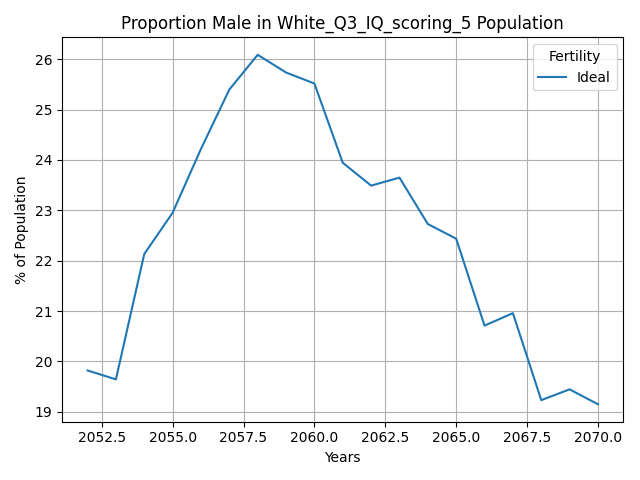 Proportion Male in White_Q3_IQ_scoring_5 Population
Fertility
Ideal
% of Population
26
25
24
23
22
21
20
19
2052.5 2055.0 2057.5 2060.0 2062.5 2065.0 2067.5 2070.0
Years